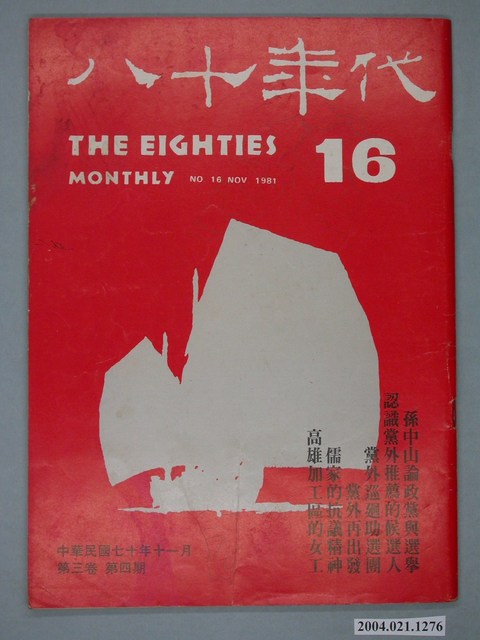 八十年代
THE EIGHTIES
MONTHLY NO 16 NOV 1981
16
孫中山論政黨與選舉
認識黨外推薦的候選人
黨外巡迴助選團
黨外再出發
儒家的抗議精神
高雄加工區的女工
中華民國七十年十一月
第三卷 第四期
2004.021.1276